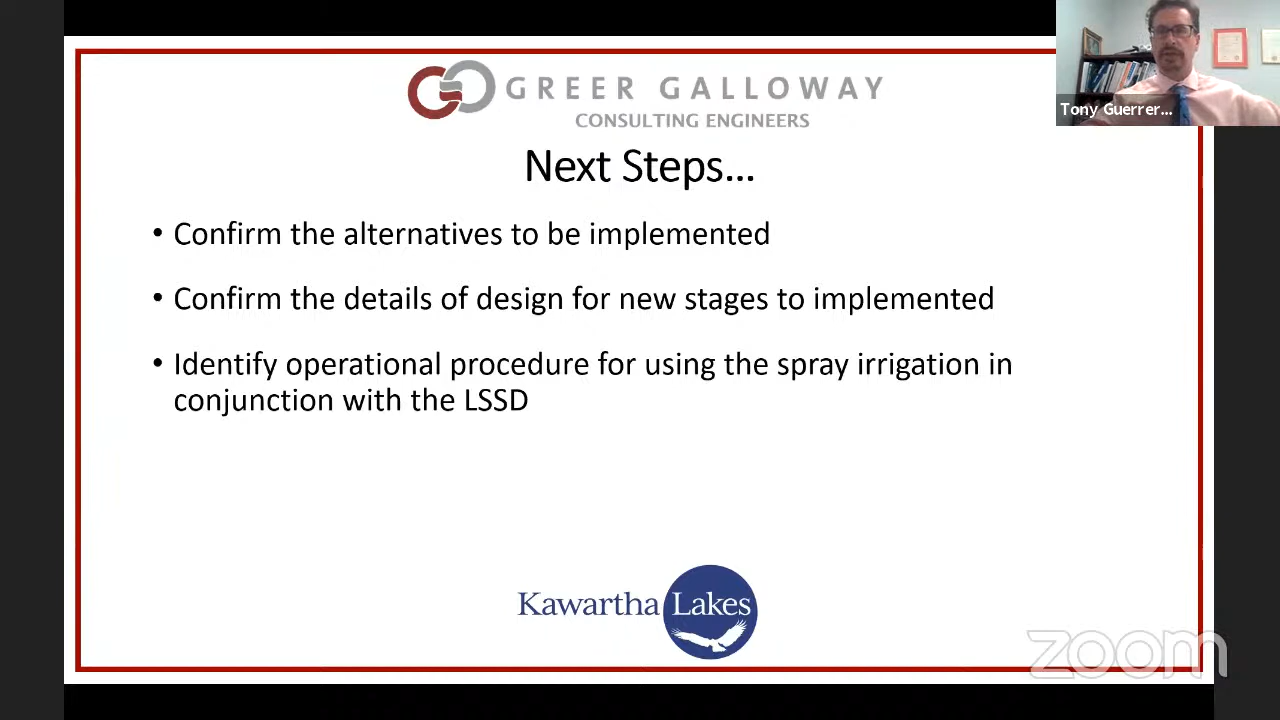 GREER GALLOWAY
CONSULTING ENGINEERS
Tony Guerrer...
Next Steps...
• Confirm the alternatives to be implemented
• Confirm the details of design for new stages to implemented
• Identify operational procedure for using the spray irrigation in
conjunction with the LSSD
Kawartha Lakes
zoom